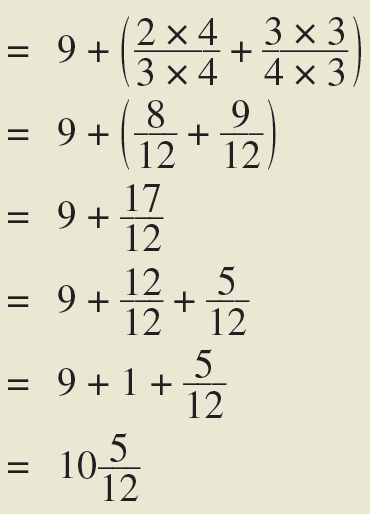 = 9 + (2 × 4/3 × 4 + 3 × 3/4 × 3)
= 9 + (8/12 + 9/12)
= 9 + 17/12
= 9 + 12/12 + 5/12
= 9 + 1 + 5/12
= 10 5/12